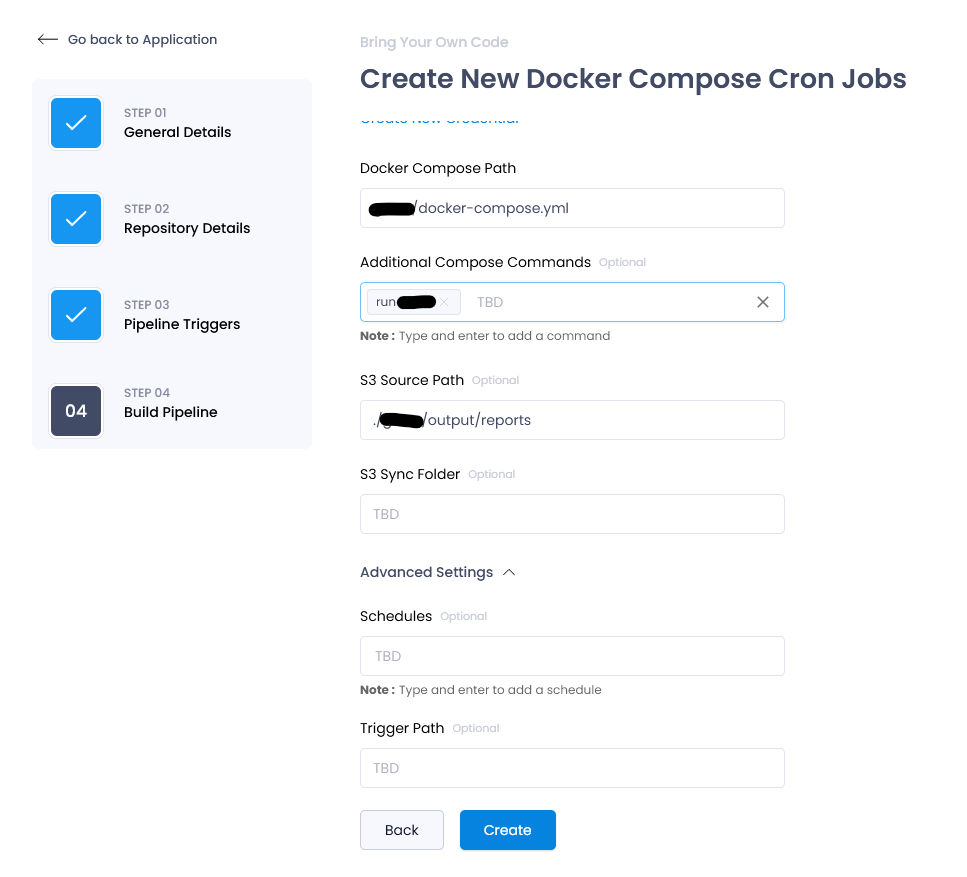 Go back to Application
STEP 01
General Details
STEP 02
Repository Details
STEP 03
Pipeline Triggers
04
STEP 04
Build Pipeline
Bring Your Own Code
Create New Docker Compose Cron Jobs
Create New Credential
Docker Compose Path
/docker-compose.yml
Additional Compose Commands Optional
run TBD
Note : Type and enter to add a command
S3 Source Path Optional
./ /output/reports
S3 Sync Folder Optional
TBD
Advanced Settings
Schedules Optional
TBD
Note : Type and enter to add a schedule
Trigger Path Optional
TBD
Back
Create